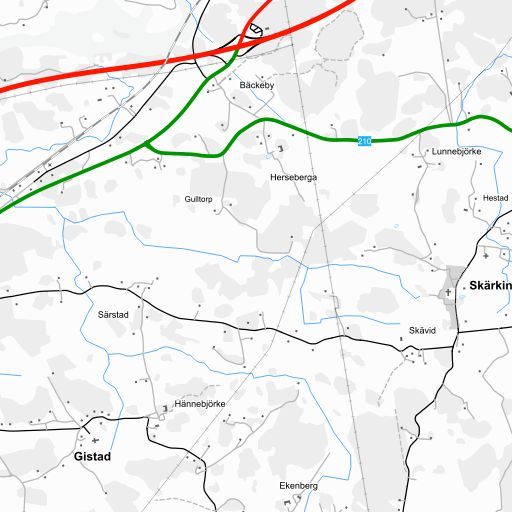 Bäckeby
210
Lunnebjörke
Herseberga
Gulltorp
Hestad
Skärkin
Särstad
Skävid
Hännebjörke
Gistad
Ekenberg